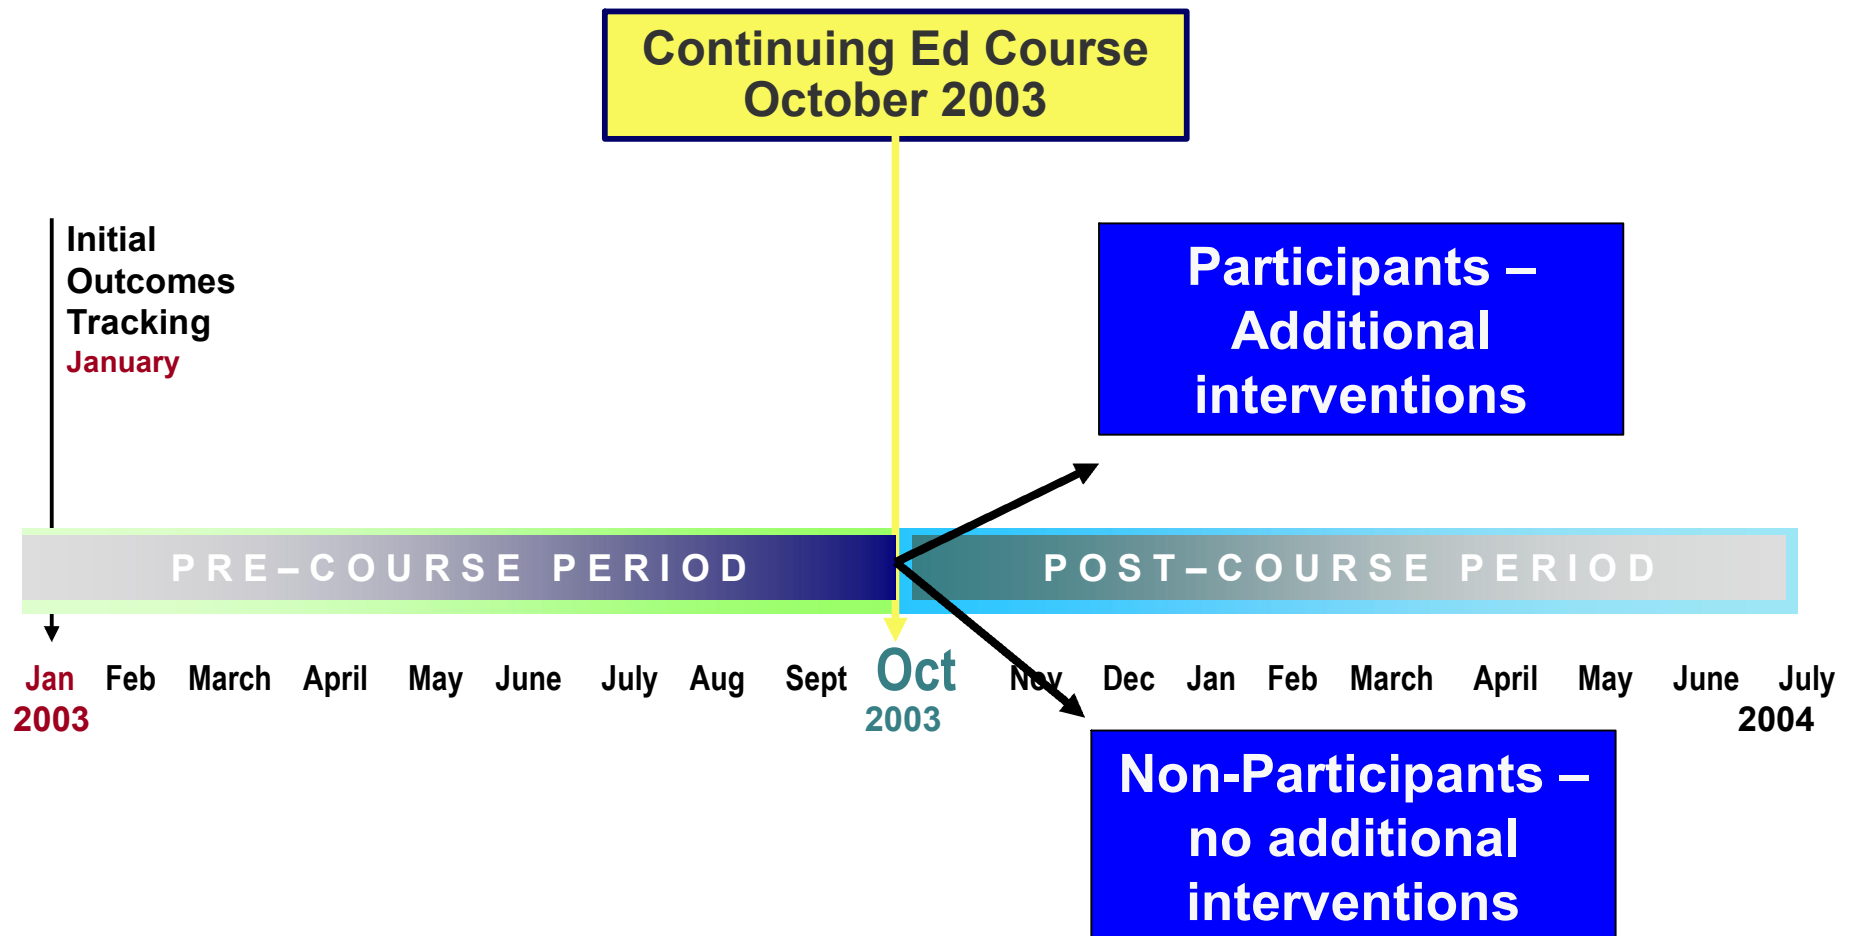 Continuing Ed Course
October 2003
Initial
Outcomes
Tracking
January
Participants –
Additional
interventions
PRE–COURSE PERIOD
POST–COURSE PERIOD
Jan Feb March April May June July Aug Sept Oct Nov Dec Jan Feb March April May June July
2003 2003 2004
Non-Participants –
no additional
interventions